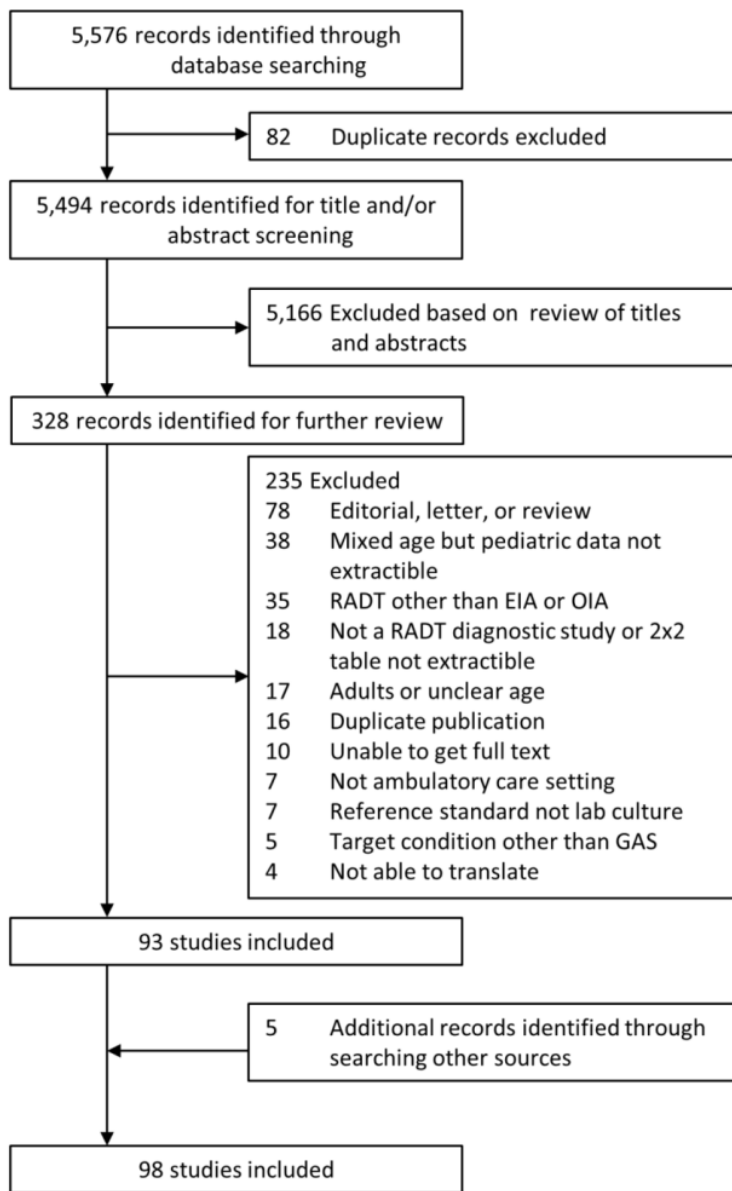 5,576 records identified through
database searching
82 Duplicate records excluded
5,494 records identified for title and/or
abstract screening
5,166 Excluded based on review of titles
and abstracts
328 records identified for further review
235 Excluded
78 Editorial, letter, or review
38 Mixed age but pediatric data not
extractible
35 RADT other than EIA or OIA
18 Not a RADT diagnostic study or 2x2
table not extractible
17 Adults or unclear age
16 Duplicate publication
10 Unable to get full text
7 Not ambulatory care setting
7 Reference standard not lab culture
5 Target condition other than GAS
4 Not able to translate
93 studies included
5 Additional records identified through
searching other sources
98 studies included